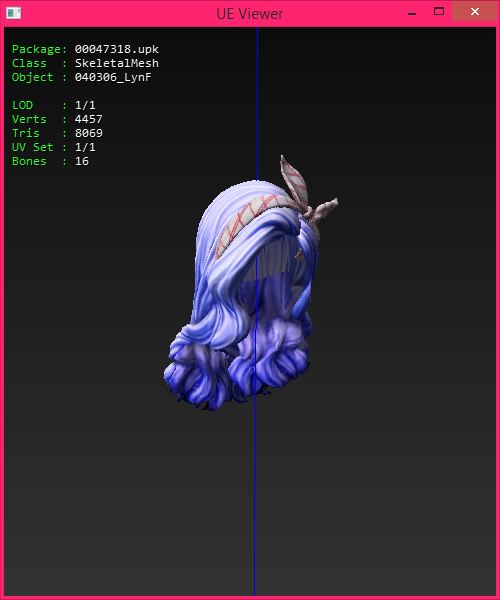 UE Viewer
Package: 00047318.upk
Class  : SkeletalMesh
Object : 040306_LynF
LOD    : 1/1
Verts  : 4457
Tris   : 8069
UV Set : 1/1
Bones  : 16